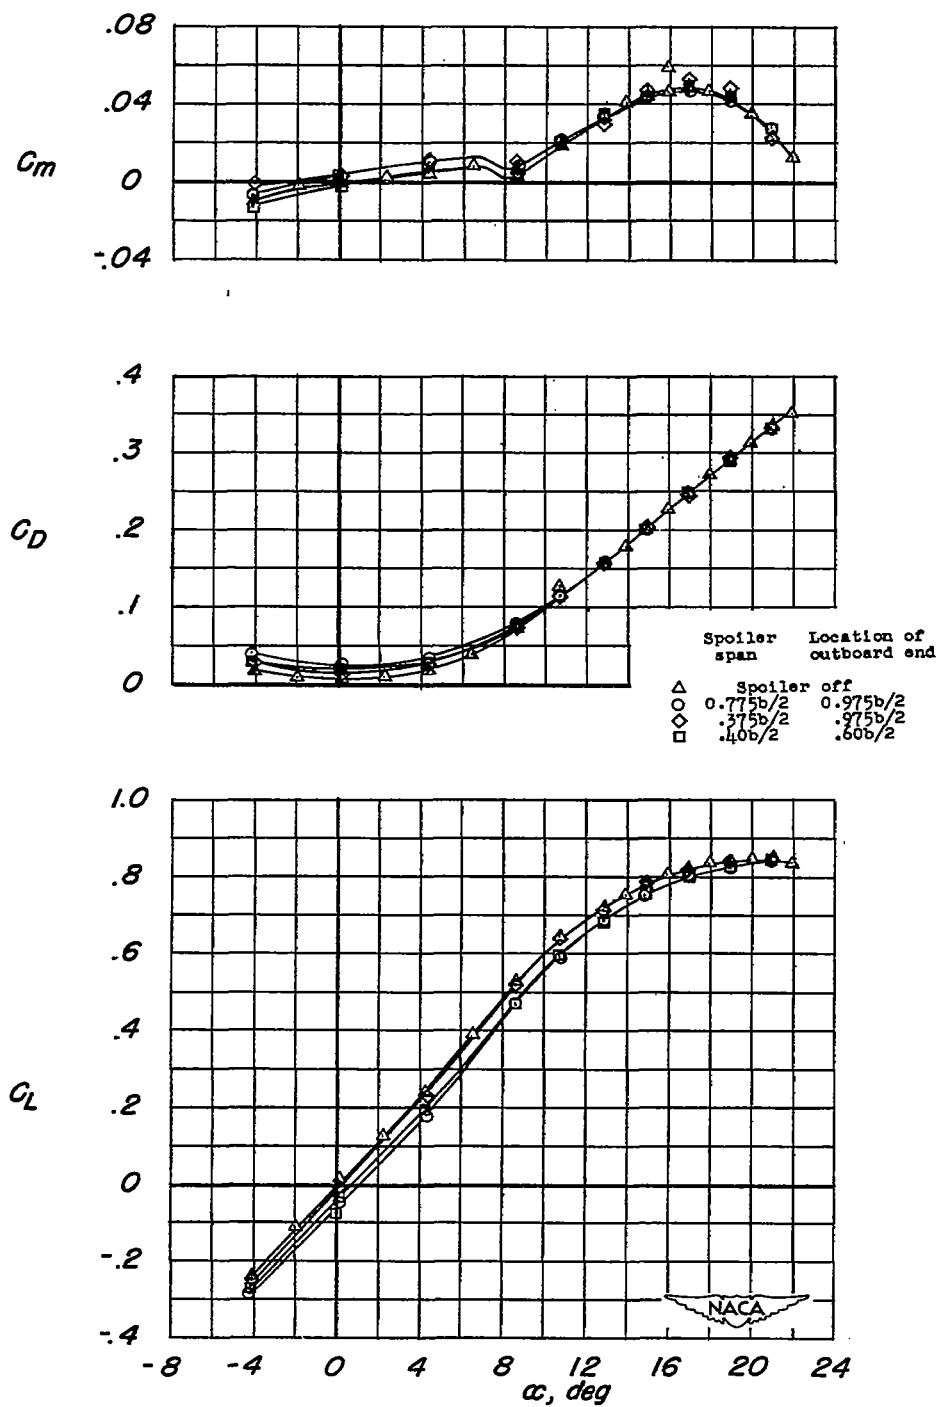 .08
.04
Cm
0
-.04
.4
.3
CD
.2
.1
0
Spoiler span Location of outboard end
△ Spoiler off
○ 0.775b/2 0.975b/2
◇ .375b/2 .975b/2
□ .40b/2 .60b/2
1.0
.8
.6
.4
CL
.2
0
-.2
-.4
NACA
-8 -4 0 4 8 12 16 20 24
α, deg